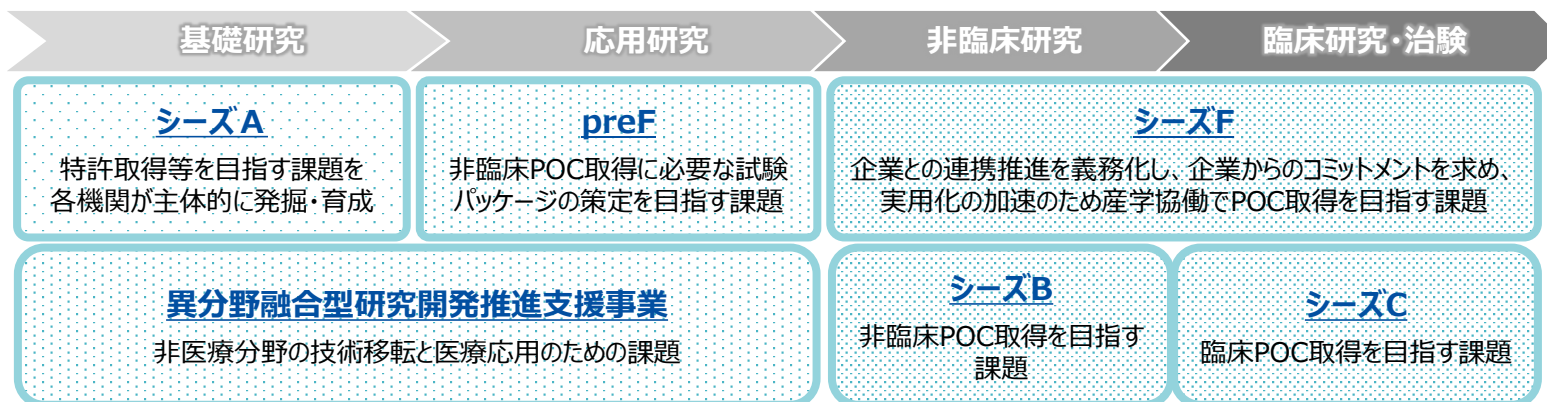 基礎研究
応用研究
非臨床研究
臨床研究・治験
シーズA
特許取得等を目指す課題を
各機関が主体的に発掘・育成
preF
非臨床POC取得に必要な試験
パッケージの策定を目指す課題
シーズF
企業との連携推進を義務化し、企業からのコミットメントを求め、
実用化の加速のため産学協働でPOC取得を目指す課題
異分野融合型研究開発推進支援事業
非医療分野の技術移転と医療応用のための課題
シーズB
非臨床POC取得を目指す
課題
シーズC
臨床POC取得を目指す課題